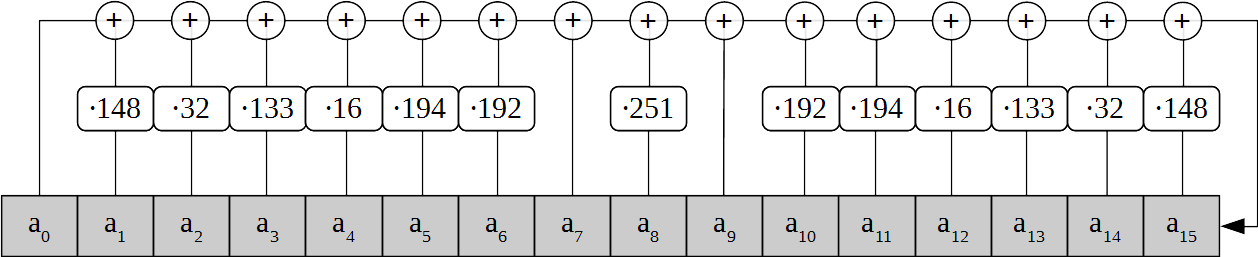 + + + + + + + + + + + + + + +
·148 ·32 ·133 ·16 ·194 ·192 ·251 ·192 ·194 ·16 ·133 ·32 ·148
a₀ a₁ a₂ a₃ a₄ a₅ a₆ a₇ a₈ a₉ a₁₀ a₁₁ a₁₂ a₁₃ a₁₄ a₁₅